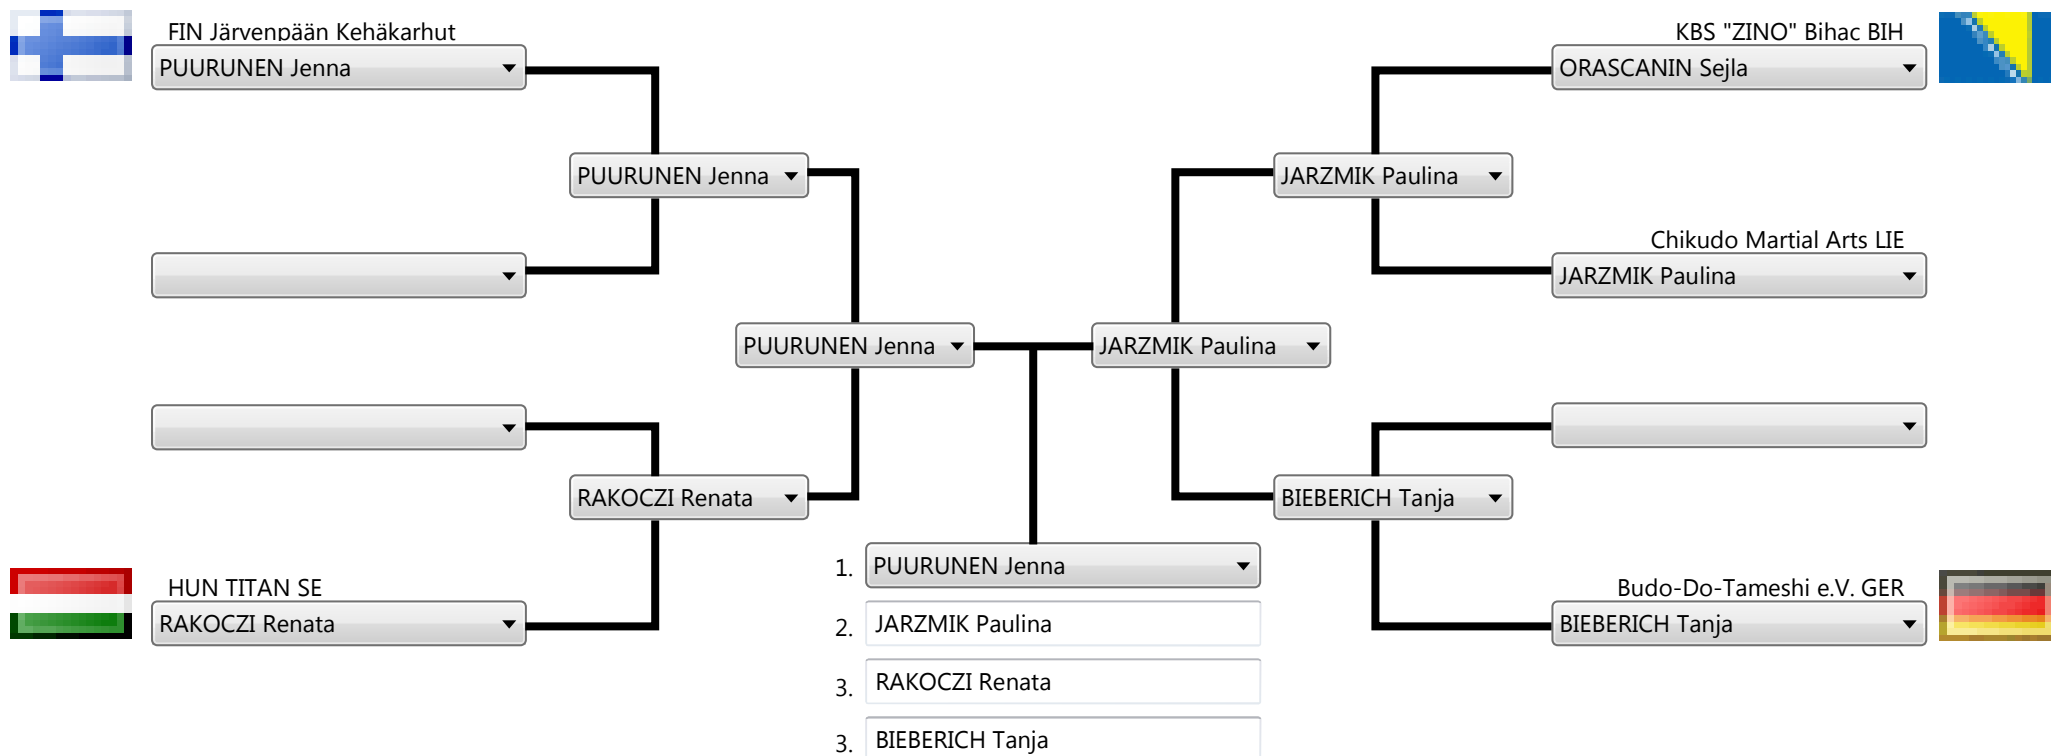 FIN Järvenpään Kehäkarhut
KBS "ZINO" Bihac BIH
PUURUNEN Jenna
ORASCANIN Sejla
PUURUNEN Jenna
JARZMIK Paulina
Chikudo Martial Arts LIE
JARZMIK Paulina
PUURUNEN Jenna
JARZMIK Paulina
RAKOCZI Renata
BIEBERICH Tanja
1. PUURUNEN Jenna
HUN TITAN SE
Budo-Do-Tameshi e.V. GER
RAKOCZI Renata
2. JARZMIK Paulina
BIEBERICH Tanja
3. RAKOCZI Renata
3. BIEBERICH Tanja